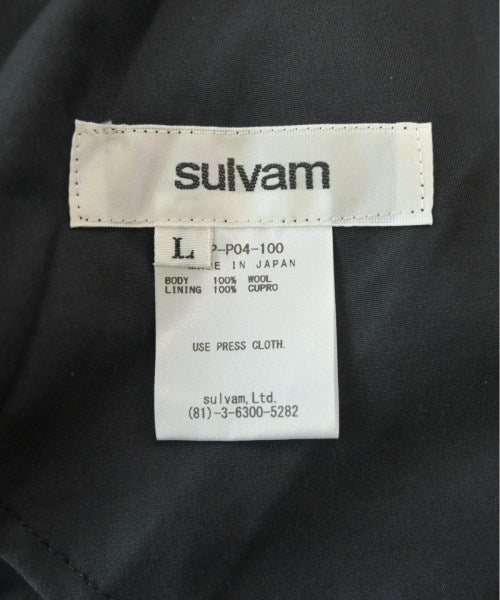 sulvam
L
P-P04-100
MADE IN JAPAN
BODY 100% WOOL
LINING 100% CUPRO
USE PRESS CLOTH.
sulvam, Ltd.
(81)-3-6300-5282